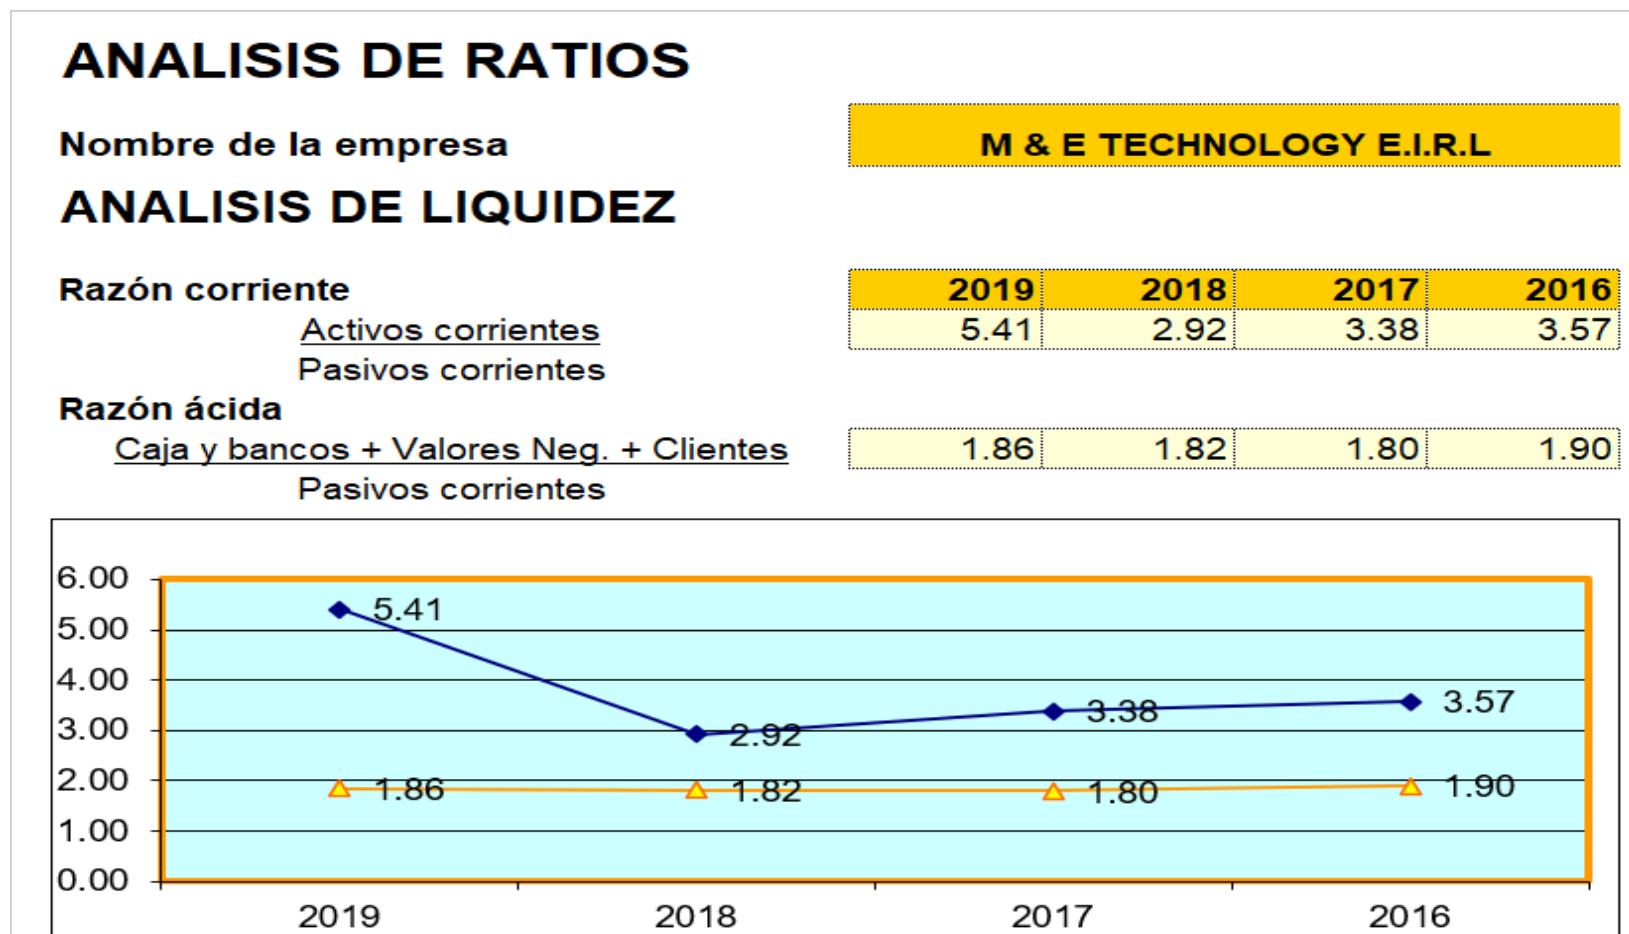 ANALISIS DE RATIOS
Nombre de la empresa M & E TECHNOLOGY E.I.R.L
ANALISIS DE LIQUIDEZ
Razón corriente 2019 2018 2017 2016
Activos corrientes 5.41 2.92 3.38 3.57
Pasivos corrientes
Razón ácida
Caja y bancos + Valores Neg. + Clientes 1.86 1.82 1.80 1.90
Pasivos corrientes
6.00
5.41
5.00
4.00
3.00
2.92 3.38 3.57
2.00
1.86 1.82 1.80 1.90
1.00
0.00
2019 2018 2017 2016